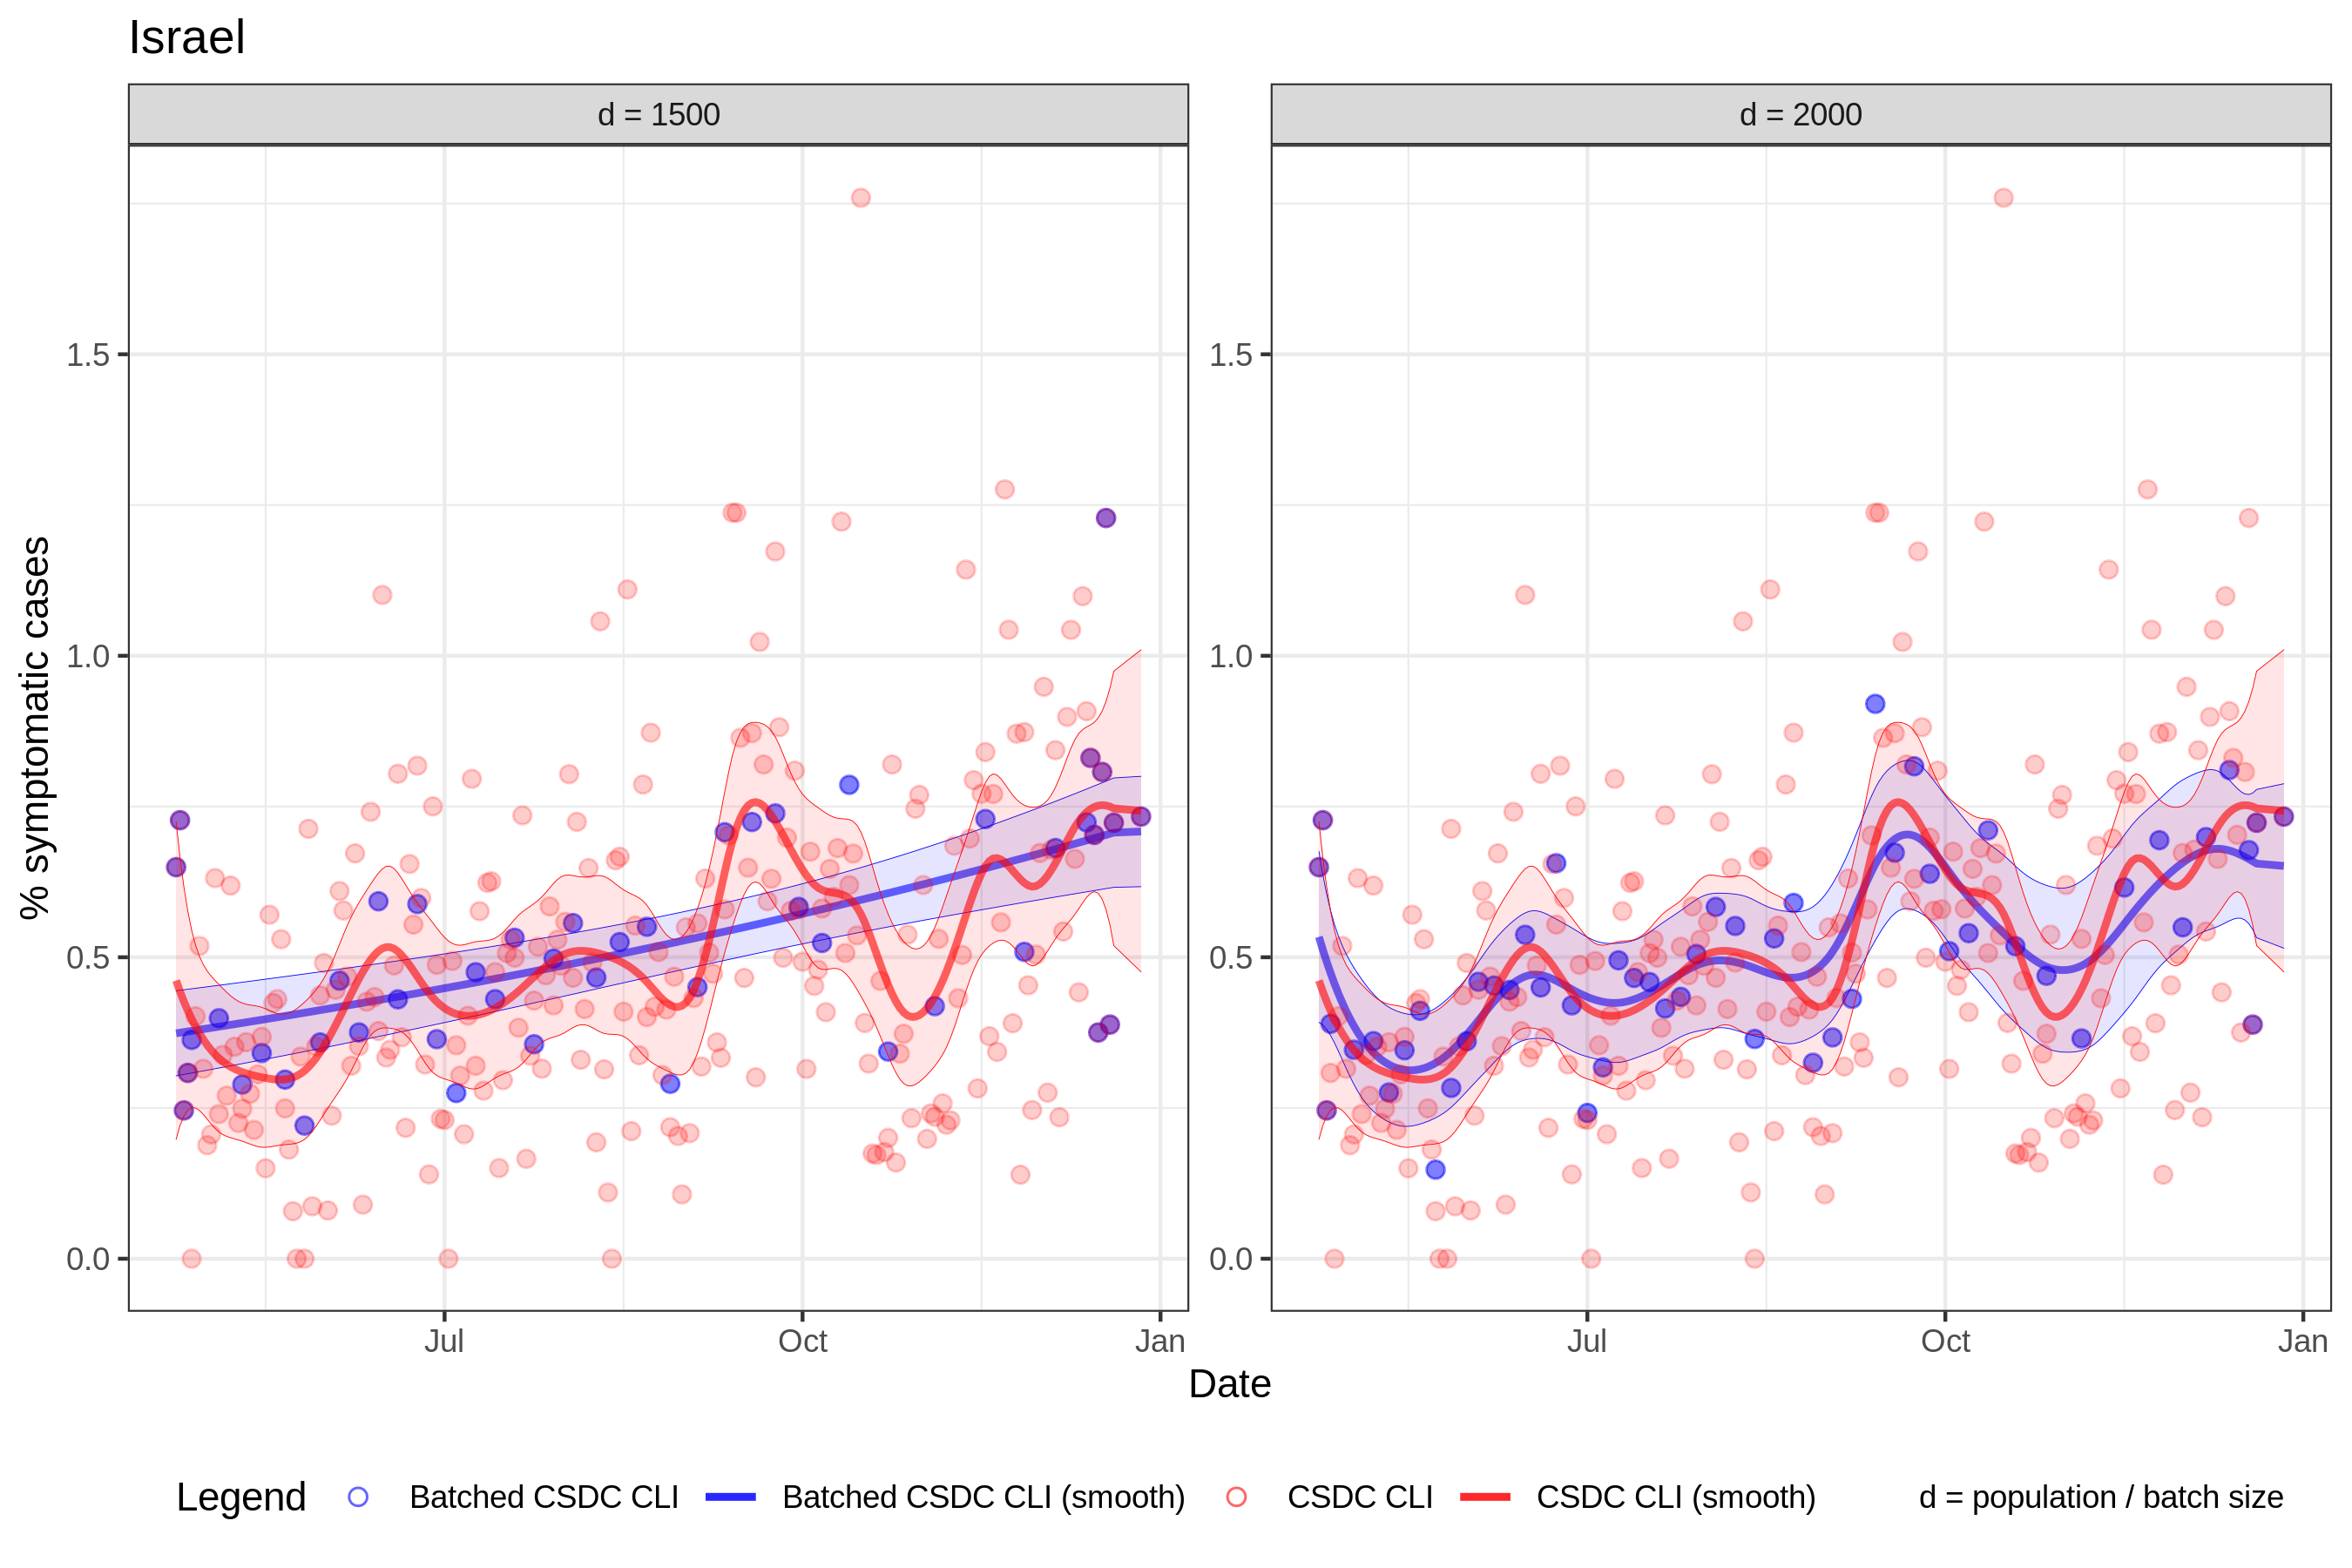 Israel
d = 1500
d = 2000
% symptomatic cases
1.5
1.0
0.5
0.0
1.5
1.0
0.5
0.0
Jul
Oct
Jan
Jul
Oct
Jan
Date
Legend
Batched CSDC CLI
Batched CSDC CLI (smooth)
CSDC CLI
CSDC CLI (smooth)
d = population / batch size